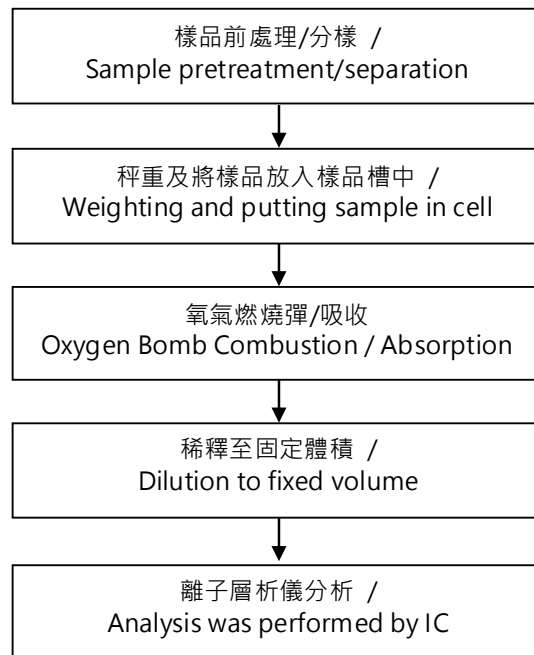 樣品前處理/分樣 /
Sample pretreatment/separation
秤重及將樣品放入樣品槽中 /
Weighting and putting sample in cell
氧氣燃燒彈/吸收
Oxygen Bomb Combustion / Absorption
稀釋至固定體積 /
Dilution to fixed volume
離子層析儀分析 /
Analysis was performed by IC